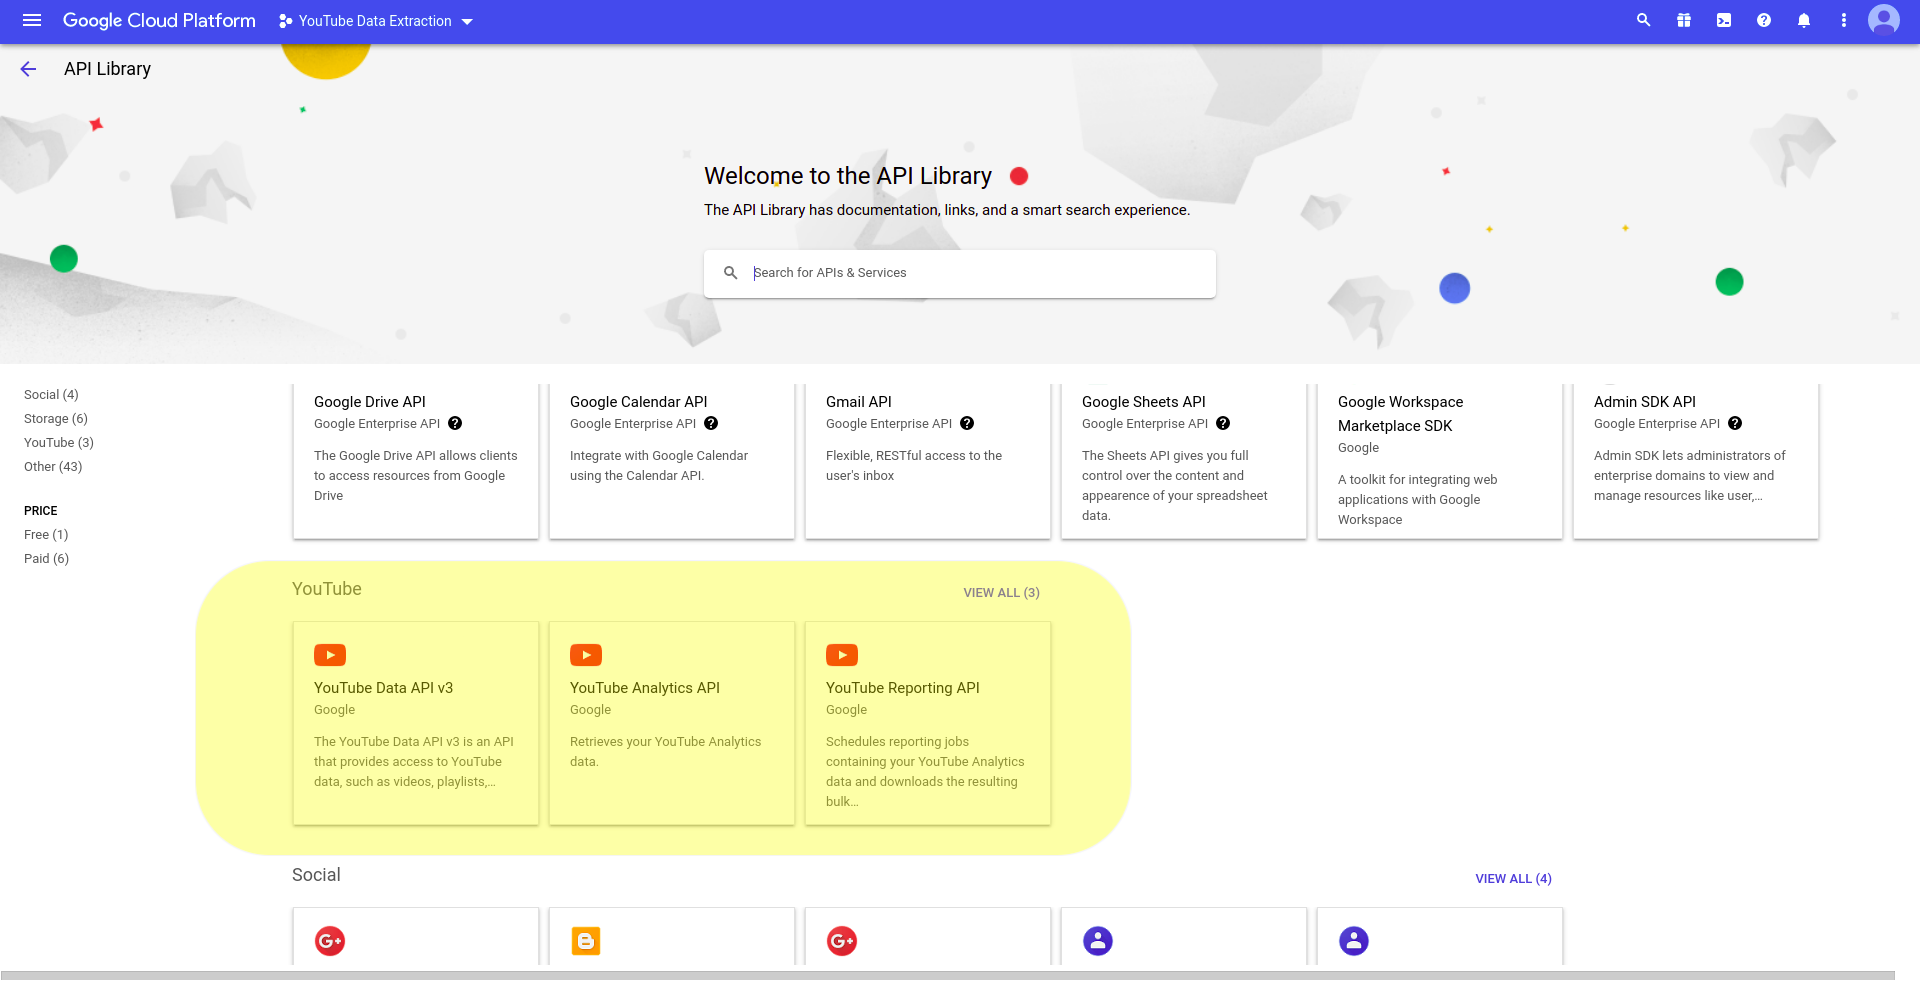 Google Cloud Platform YouTube Data Extraction
API Library
Welcome to the API Library
The API Library has documentation, links, and a smart search experience.
Search for APIs & Services
Social (4)
Storage (6)
YouTube (3)
Other (43)
PRICE
Free (1)
Paid (6)
Google Drive API
Google Enterprise API
The Google Drive API allows clients
to access resources from Google
Drive
Google Calendar API
Google Enterprise API
Integrate with Google Calendar
using the Calendar API.
Gmail API
Google Enterprise API
Flexible, RESTful access to the
user's inbox
Google Sheets API
Google Enterprise API
The Sheets API gives you full
control over the content and
appearence of your spreadsheet
data.
Google Workspace
Marketplace SDK
Google
A toolkit for integrating web
applications with Google
Workspace
Admin SDK API
Google Enterprise API
Admin SDK lets administrators of
enterprise domains to view and
manage resources like user,...
YouTube
VIEW ALL (3)
YouTube Data API v3
Google
The YouTube Data API v3 is an API
that provides access to YouTube
data, such as videos, playlists,...
YouTube Analytics API
Google
Retrieves your YouTube Analytics
data.
YouTube Reporting API
Google
Schedules reporting jobs
containing your YouTube Analytics
data and downloads the resulting
bulk...
Social
VIEW ALL (4)
G+
G+